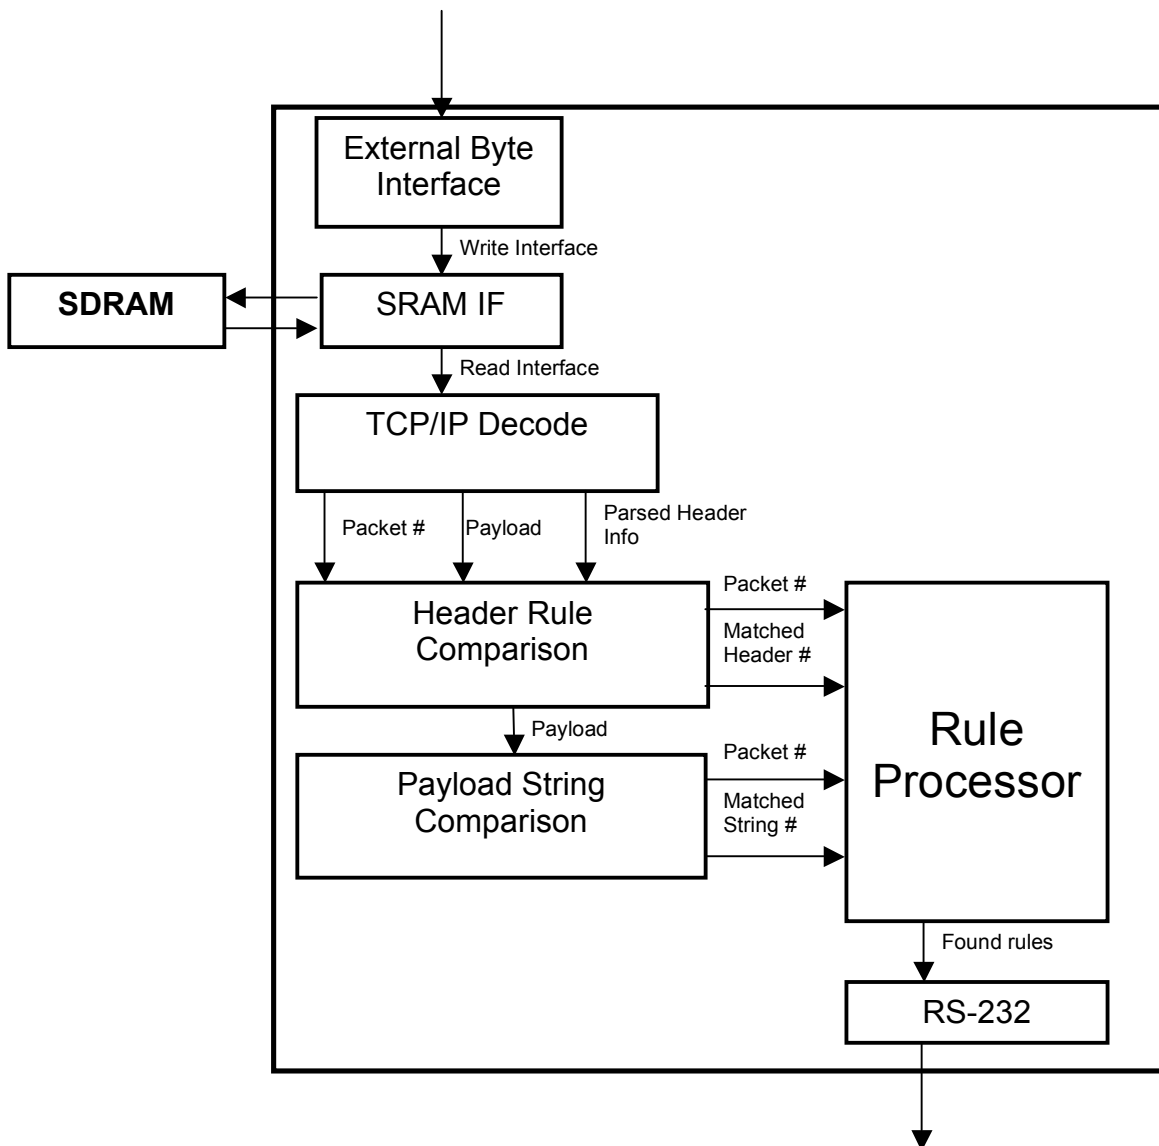 External Byte
Interface
Write Interface
SDRAM
SRAM IF
Read Interface
TCP/IP Decode
Packet #
Payload
Parsed Header
Info
Header Rule
Comparison
Packet #
Matched
Header #
Rule
Processor
Payload
Payload String
Comparison
Packet #
Matched
String #
Found rules
RS-232